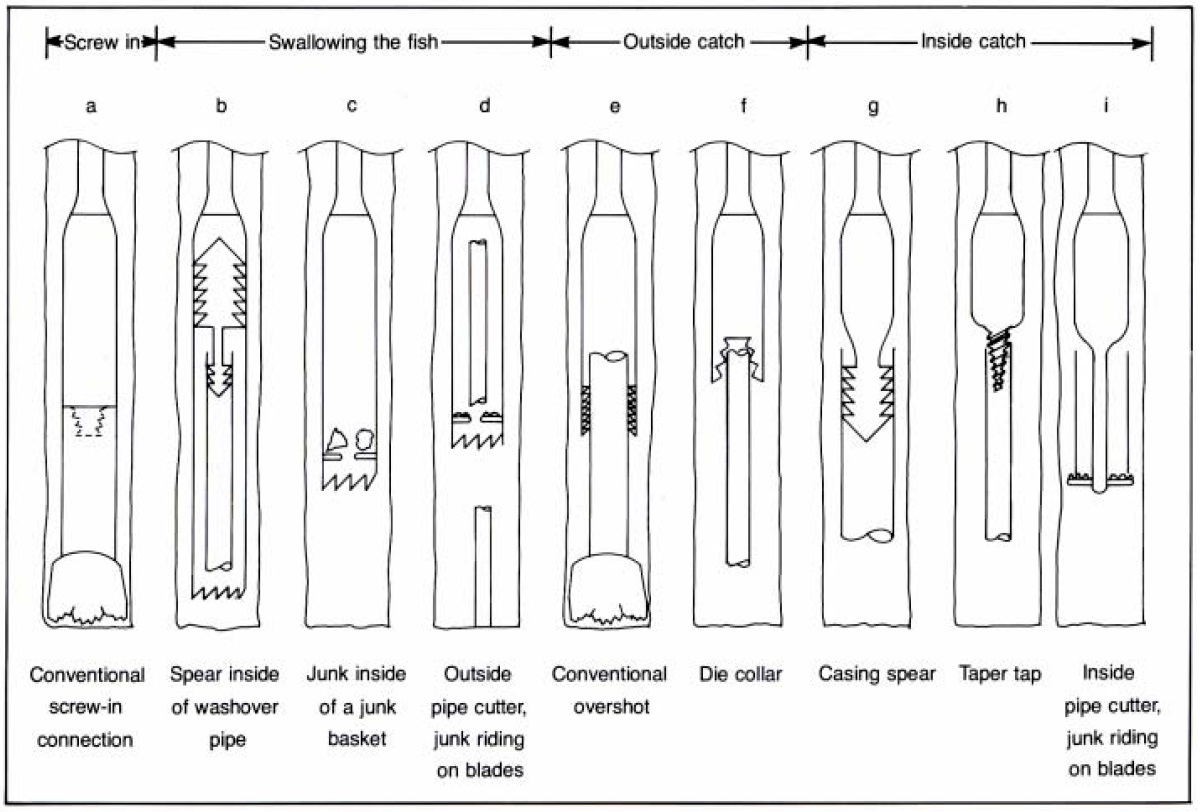 Screw in
Swallowing the fish
Outside catch
Inside catch
a
b
c
d
e
f
g
h
i
Conventional
screw-in
connection
Spear inside
of washover
pipe
Junk inside
of a junk
basket
Outside
pipe cutter,
junk riding
on blades
Conventional
overshot
Die collar
Casing spear
Taper tap
Inside
pipe cutter,
junk riding
on blades